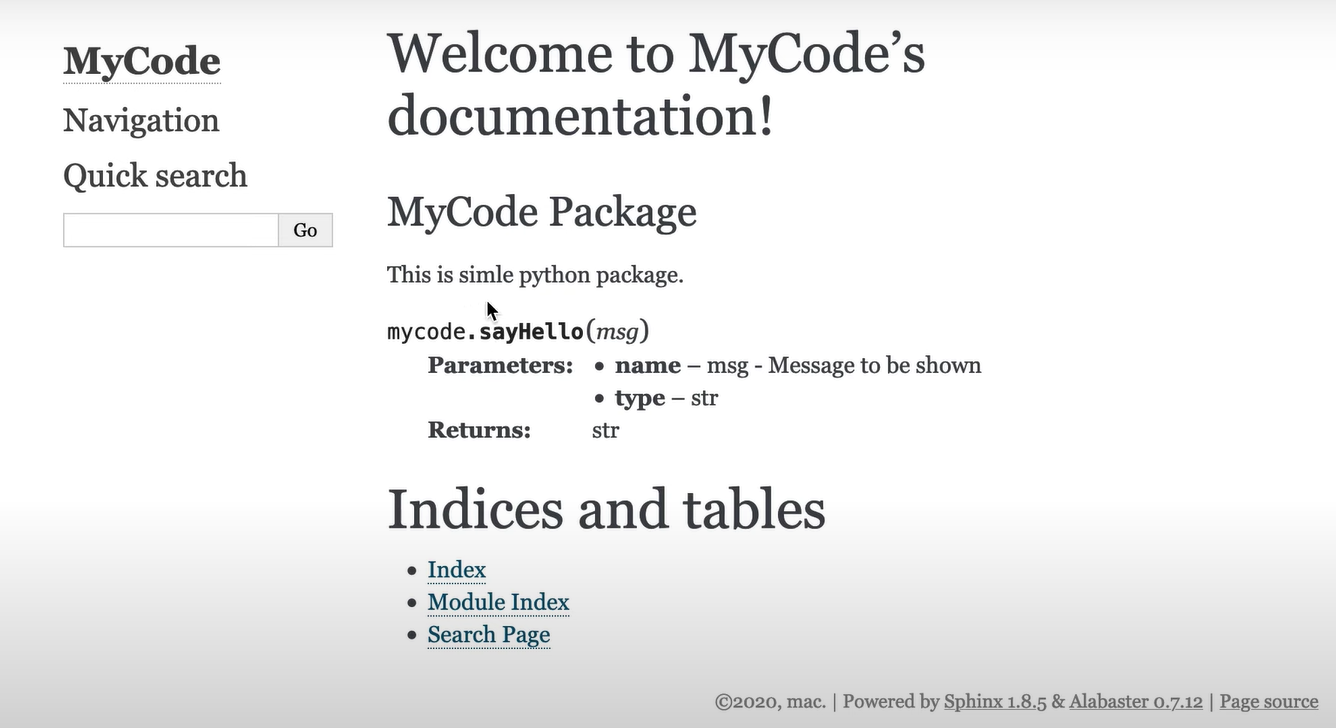 MyCode
Navigation
Quick search
Go
Welcome to MyCode’s
documentation!
MyCode Package
This is simle python package.
mycode.sayHello(msg)
Parameters: • name – msg - Message to be shown
• type – str
Returns: str
Indices and tables
• Index
• Module Index
• Search Page
©2020, mac. | Powered by Sphinx 1.8.5 & Alabaster 0.7.12 | Page source